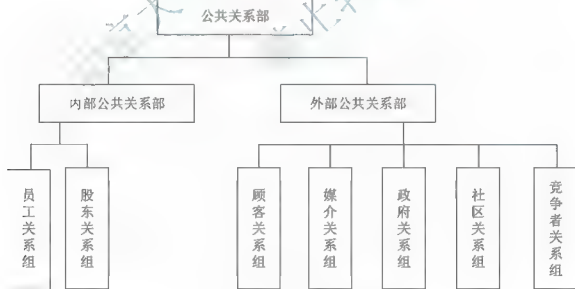 公共关系部
内部公共关系部
外部公共关系部
员工关系组
股东关系组
顾客关系组
媒介关系组
政府关系组
社区关系组
竞争者关系组